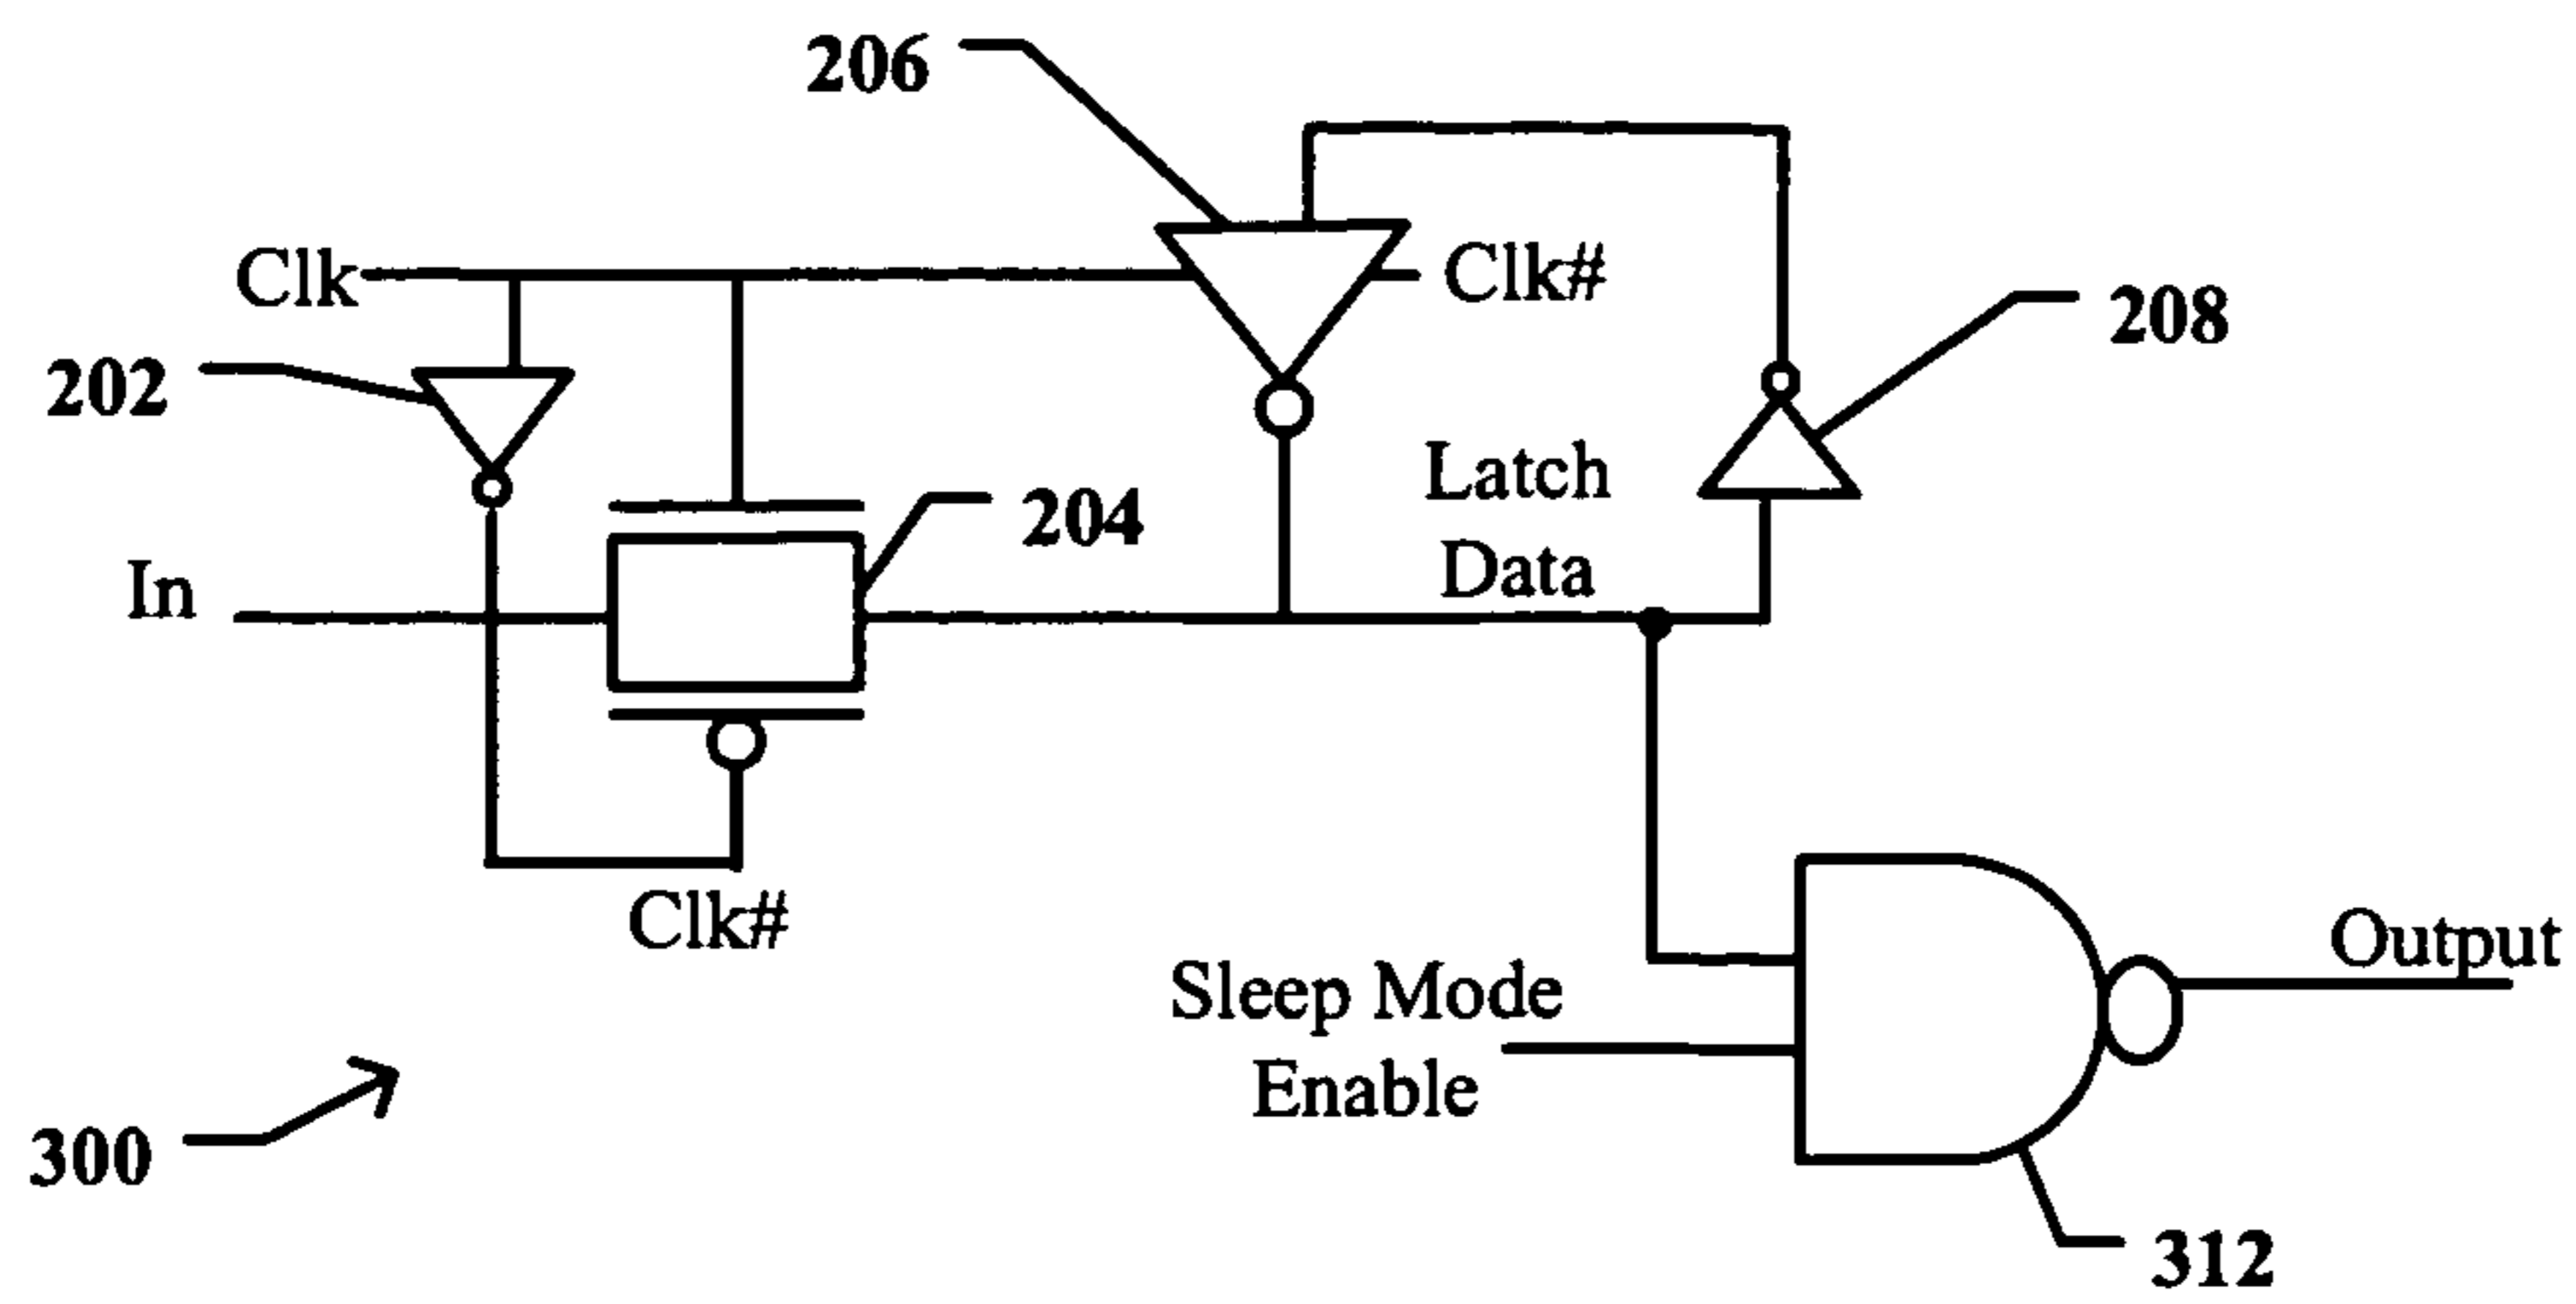 206
Clk
Clk#
208
202
Latch
Data
204
In
Clk#
Sleep Mode
Enable
Output
300
312